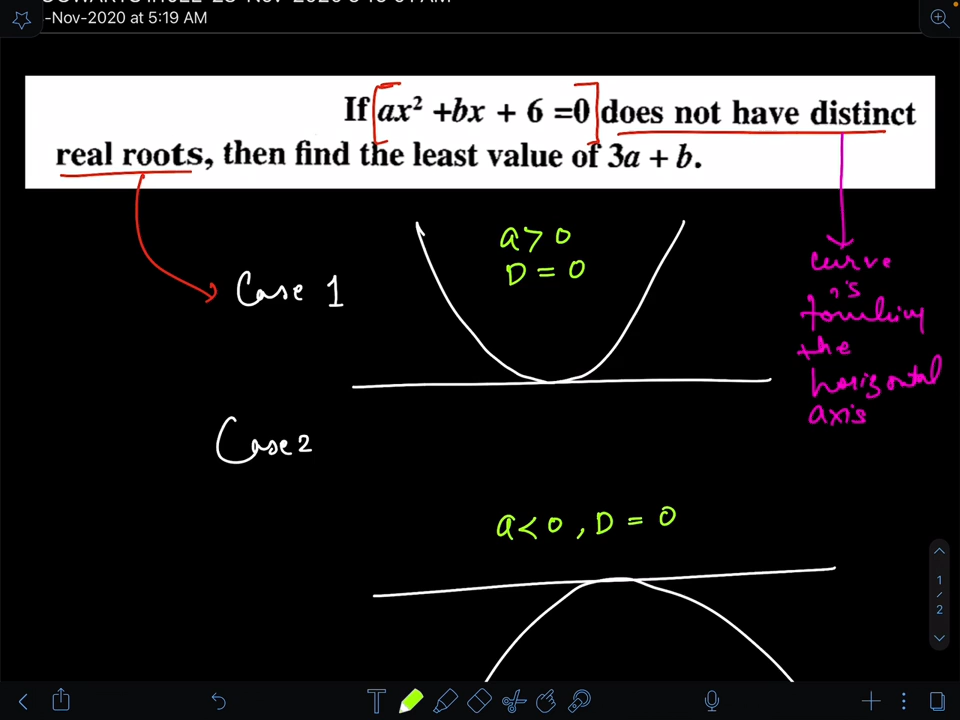 -Nov-2020 at 5:19 AM
If ax² +bx + 6 =0 does not have distinct
real roots, then find the least value of 3a + b.
a > 0
D = 0
Case 1
curve
is
touching
the
horizontal
axis
Case 2
a < 0 , D = 0
1
/
2
T